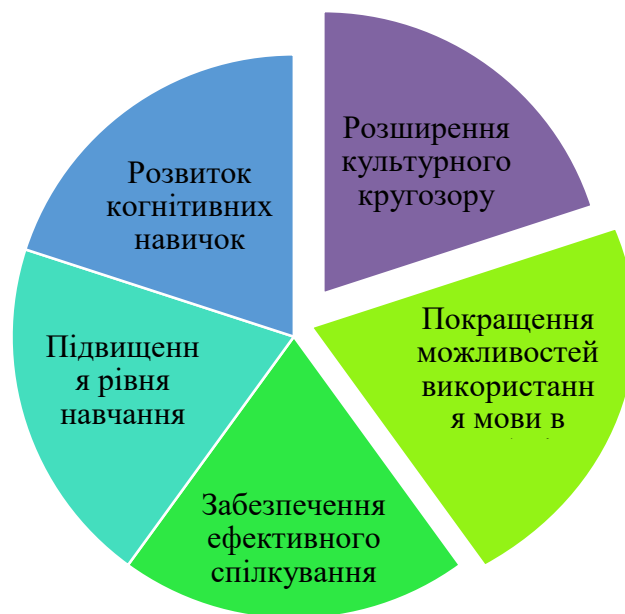 Розширення
культурного
кругозору
Покращення
можливостей
використанн
я мови в
Забезпечення
ефективного
спілкування
Підвищенн
я рівня
навчання
Розвиток
когнітивних
навичок